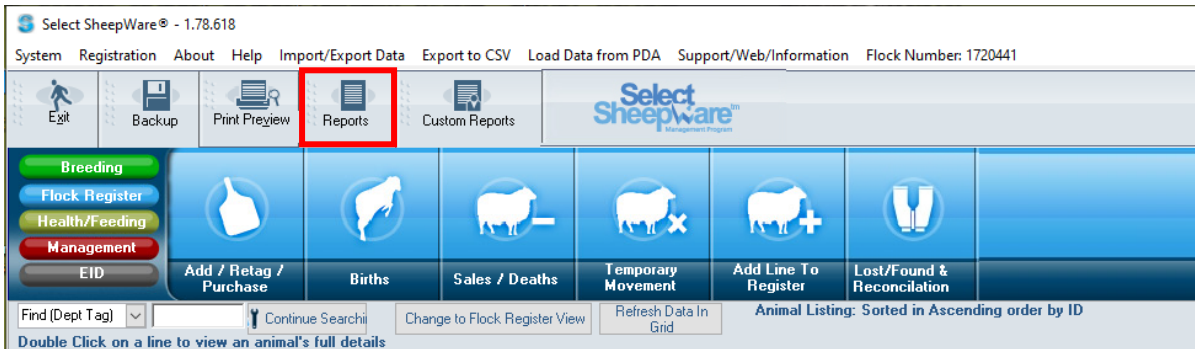 Select SheepWare® - 1.78.618
System Registration About Help Import/Export Data Export to CSV Load Data from PDA Support/Web/Information Flock Number: 1720441
Exit Backup Print Preview Reports Custom Reports
Select
SheepWare™
Management Program
Breeding
Flock Register
Health/Feeding
Management
EID
Add / Retag /
Purchase
Births
Sales / Deaths
Temporary
Movement
Add Line To
Register
Lost/Found &
Reconcilation
Find (Dept Tag) Continue Searchi Change to Flock Register View Refresh Data In
Grid
Animal Listing: Sorted in Ascending order by ID
Double Click on a line to view an animal's full details